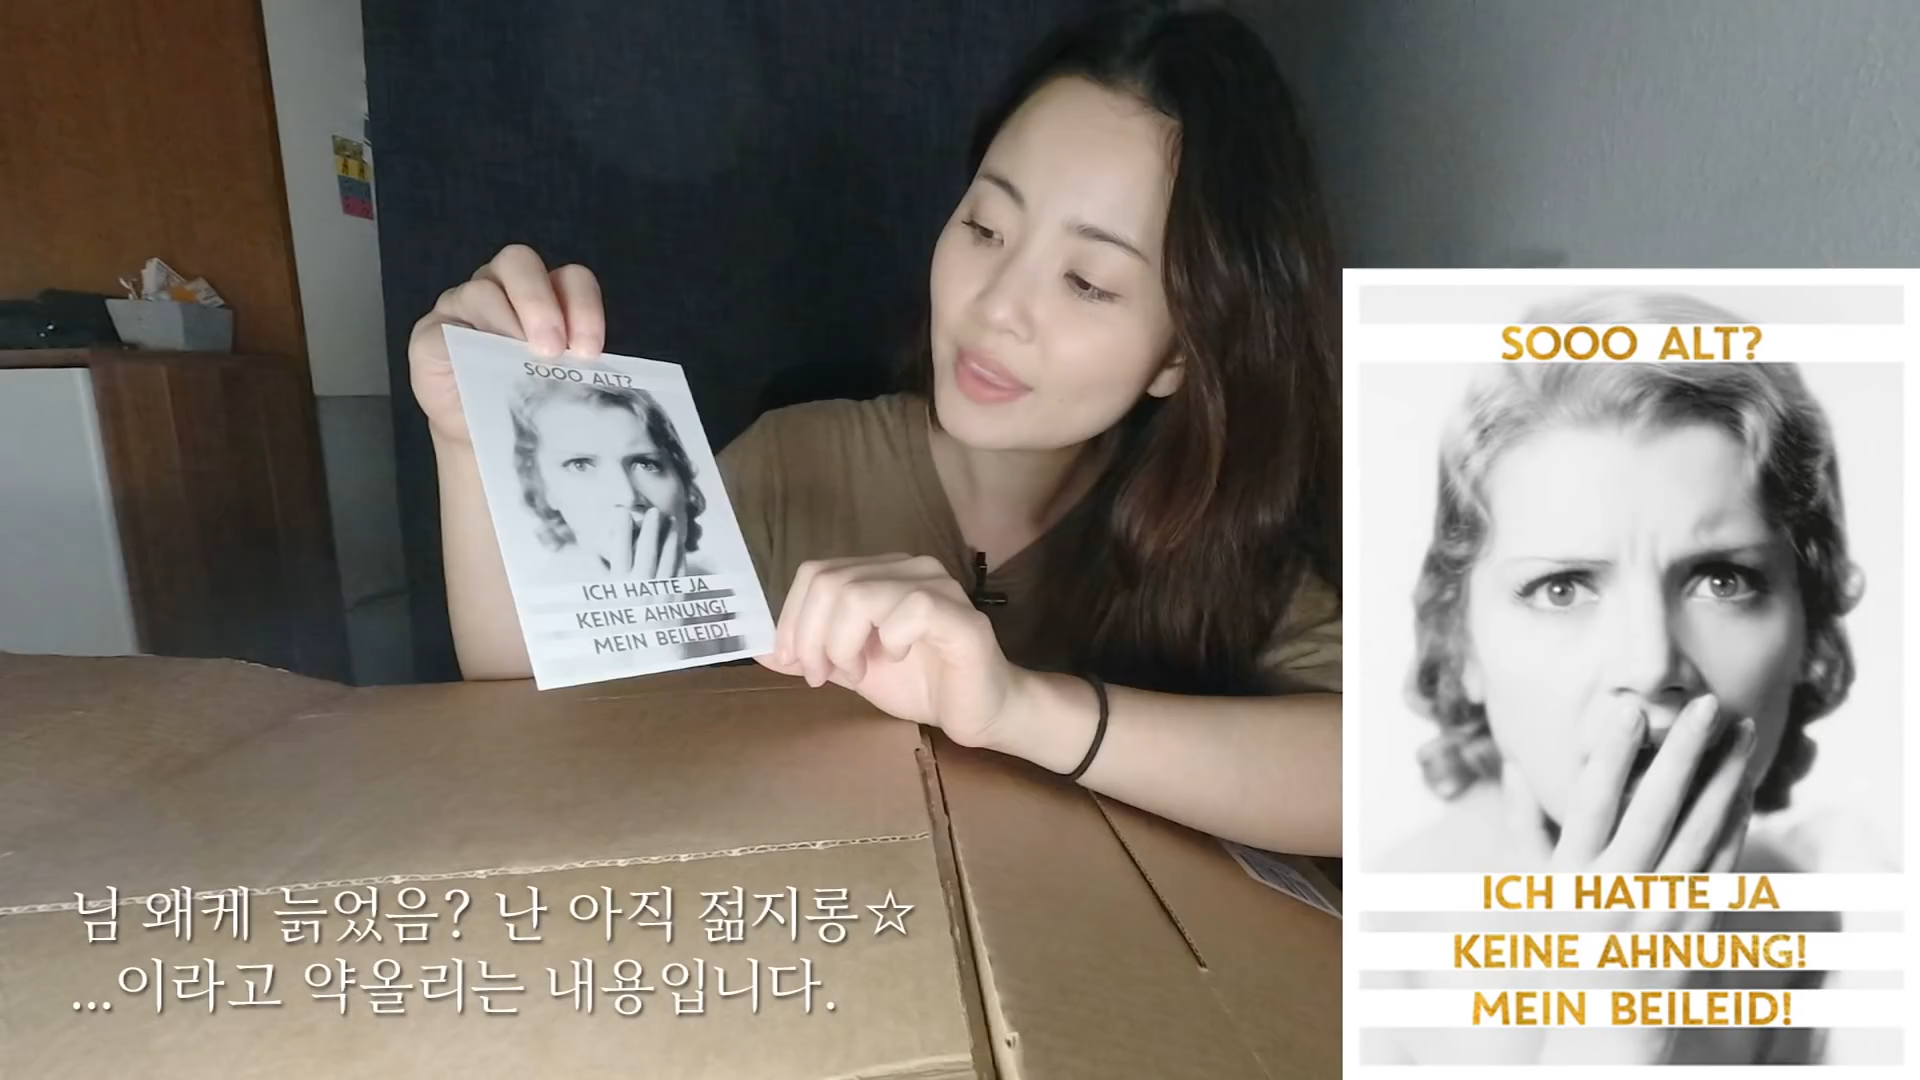 SOOO ALT?
ICH HATTE JA
KEINE AHNUNG!
MEIN BEILEID!
SOOO ALT?
ICH HATTE JA
KEINE AHNUNG!
MEIN BEILEID!
님 왜케 늙었음? 난 아직 젊지롱☆
...이라고 약올리는 내용입니다.